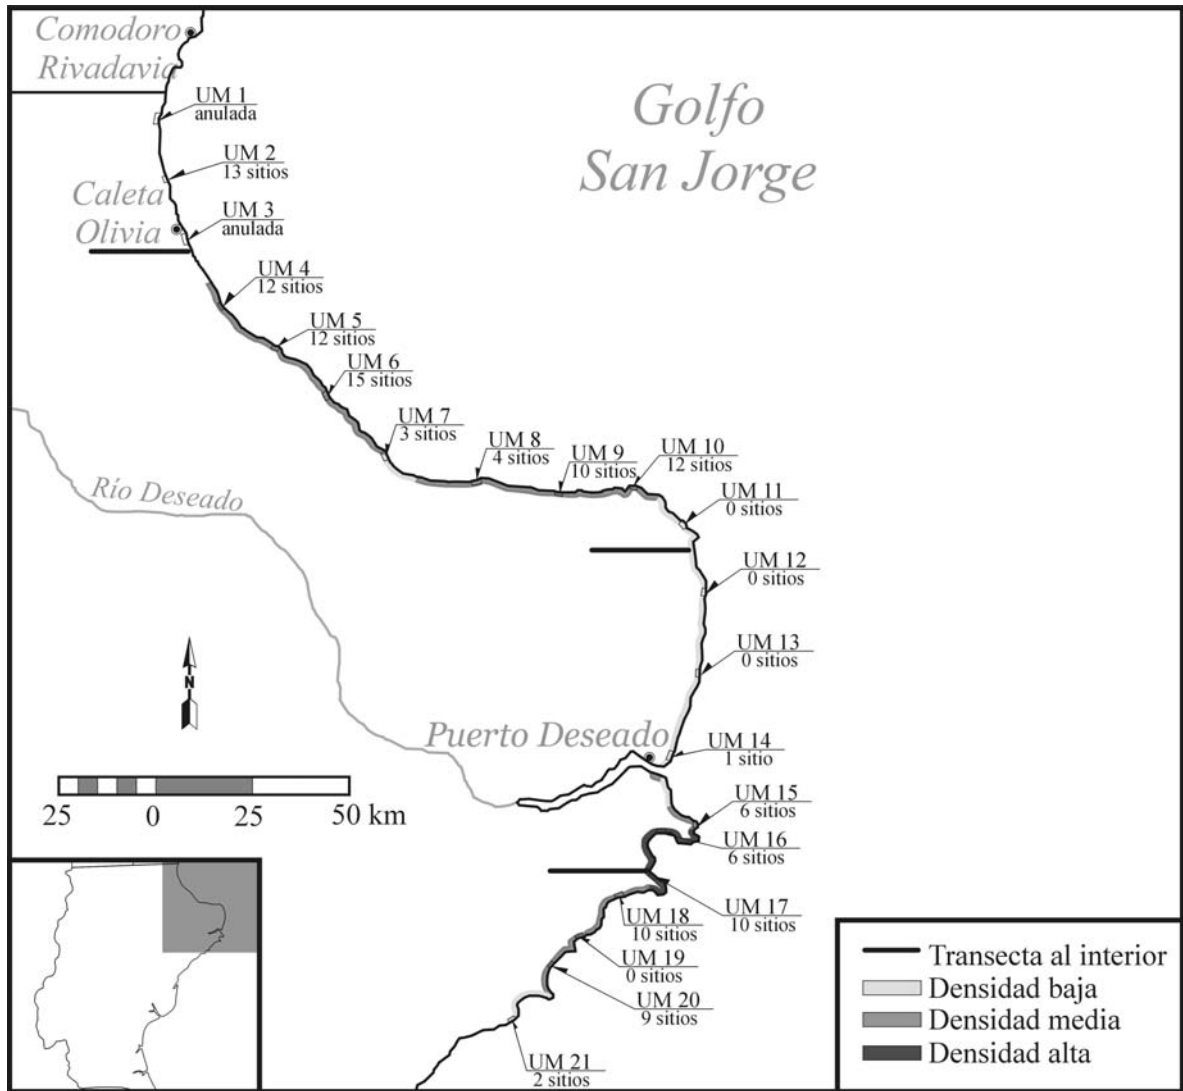 Comodoro
Rivadavia
Golfo
San Jorge
UM 1
anulada
UM 2
13 sitios
Caleta
Olivia
UM 3
anulada
UM 4
12 sitios
UM 5
12 sitios
UM 6
15 sitios
UM 7
3 sitios
UM 8
4 sitios
UM 9
10 sitios
UM 10
12 sitios
UM 11
0 sitios
Río Deseado
UM 12
0 sitios
UM 13
0 sitios
N
Puerto Deseado
UM 14
1 sitio
UM 15
6 sitios
UM 16
6 sitios
UM 17
10 sitios
UM 18
10 sitios
UM 19
0 sitios
UM 20
9 sitios
UM 21
2 sitios
25 0 25 50 km
Transecta al interior
Densidad baja
Densidad media
Densidad alta